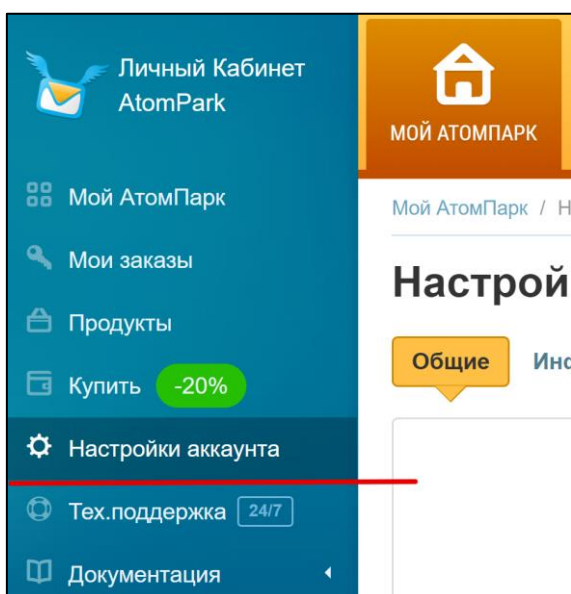 Личный Кабинет
AtomPark
Мой АтомПарк
Мои заказы
Продукты
Купить -20%
Настройки аккаунта
Тех.поддержка 24/7
Документация
МОЙ АТОМПАРК
Мой АтомПарк / Н
Настрой
Общие